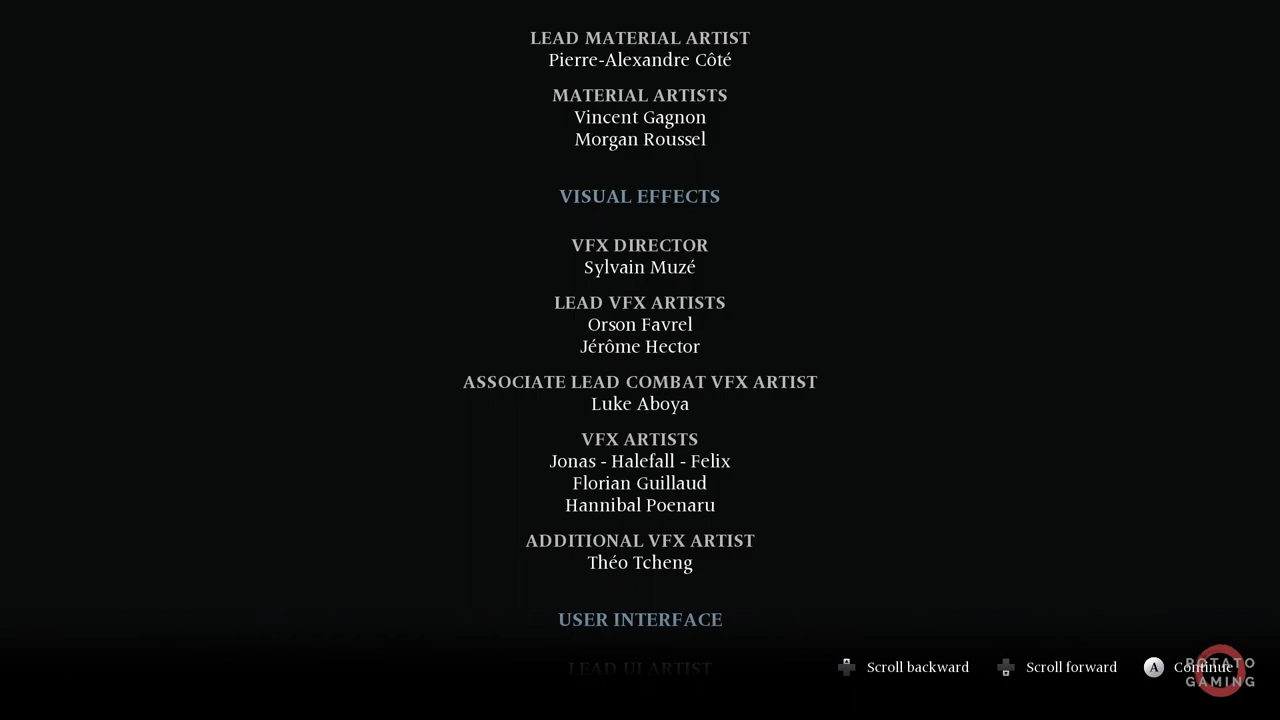 LEAD MATERIAL ARTIST
Pierre-Alexandre Côté
MATERIAL ARTISTS
Vincent Gagnon
Morgan Roussel
VISUAL EFFECTS
VFX DIRECTOR
Sylvain Muzé
LEAD VFX ARTISTS
Orson Favrel
Jérôme Hector
ASSOCIATE LEAD COMBAT VFX ARTIST
Luke Aboya
VFX ARTISTS
Jonas - Halefall - Felix
Florian Guillaud
Hannibal Poenaru
ADDITIONAL VFX ARTIST
Théo Tcheng
USER INTERFACE
LEAD UI ARTIST
Scroll backward
Scroll forward
A Continue
ROTATO
GAMING